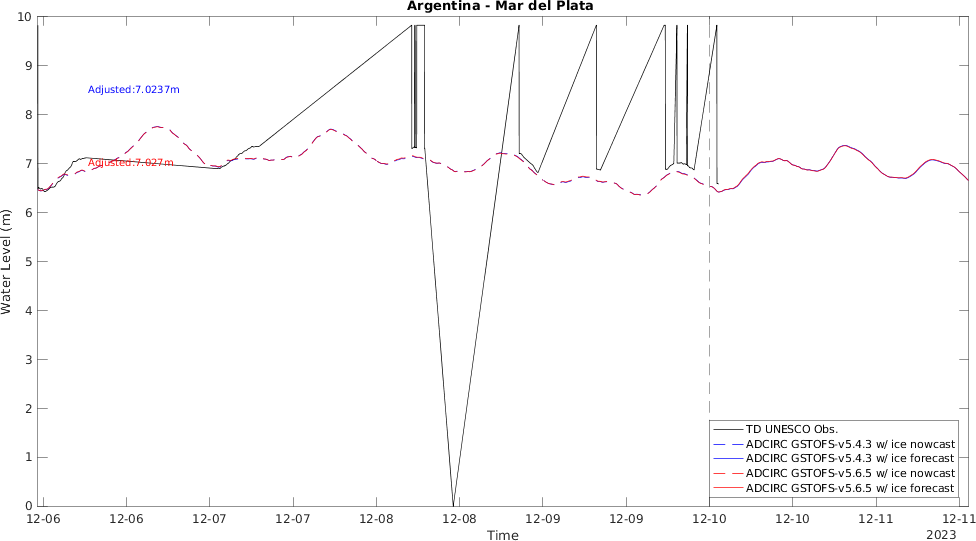 Argentina - Mar del Plata
10
9
8
7
6
5
4
3
2
1
0
Water Level (m)
Adjusted:7.0237m
Adjusted:7.027m
TD UNESCO Obs.
ADCIRC GSTOFS-v5.4.3 w/ ice nowcast
ADCIRC GSTOFS-v5.4.3 w/ ice forecast
ADCIRC GSTOFS-v5.6.5 w/ ice nowcast
ADCIRC GSTOFS-v5.6.5 w/ ice forecast
12-06 12-06 12-07 12-07 12-08 12-08 12-09 12-09 12-10 12-10 12-11 12-11
Time
2023